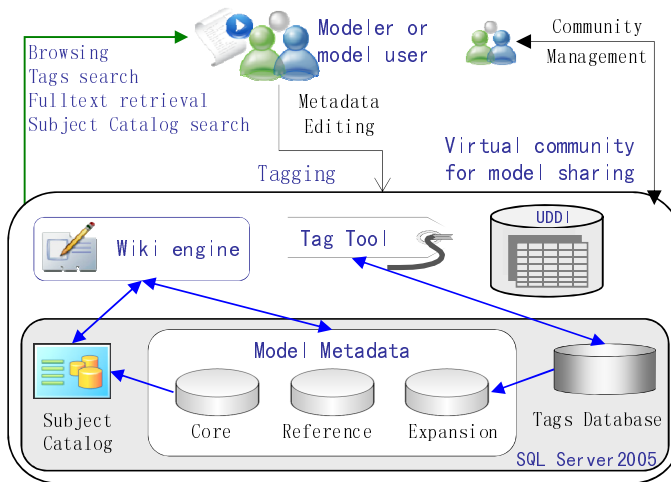 Browsing
Tags search
Fulltext retrieval
Subject Catalog search
Modeler or
model user
Community
Management
Metadata
Editing
Tagging
Virtual community
for model sharing
Wiki engine
Tag Tool
UDDI
Model Metadata
Core
Reference
Expansion
Subject
Catalog
Tags Database
SQL Server2005